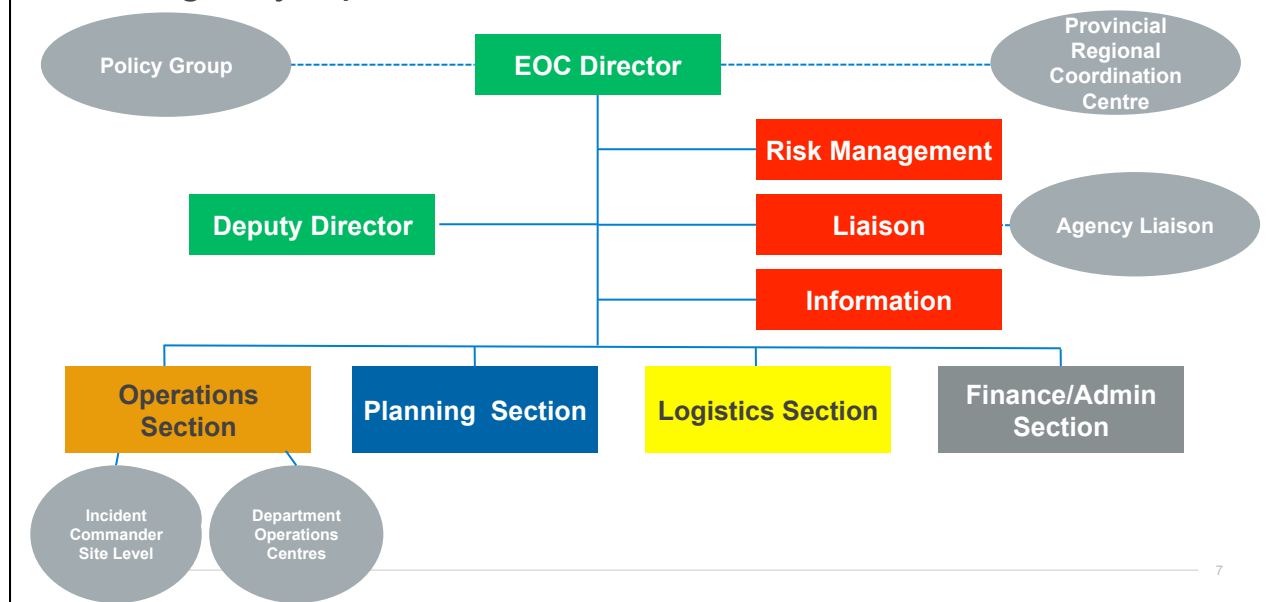 Policy Group
EOC Director
Provincial
Regional
Coordination
Centre
Risk Management
Deputy Director
Liaison
Agency Liaison
Information
Operations
Section
Planning  Section
Logistics Section
Finance/Admin
Section
Incident
Commander
Site Level
Department
Operations
Centres
7